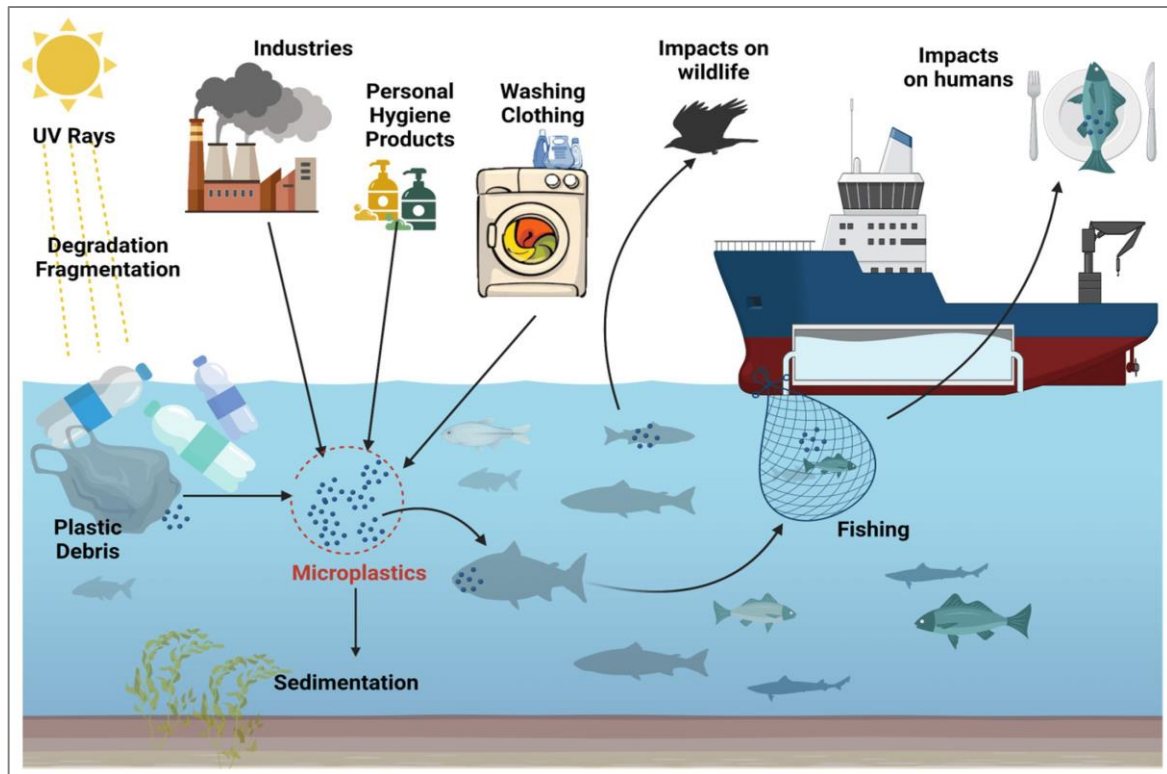 Industries
Personal
Hygiene
Products
Washing
Clothing
Impacts on
wildlife
Impacts
on humans
UV Rays
Degradation
Fragmentation
Plastic
Debris
Microplastics
Sedimentation
Fishing